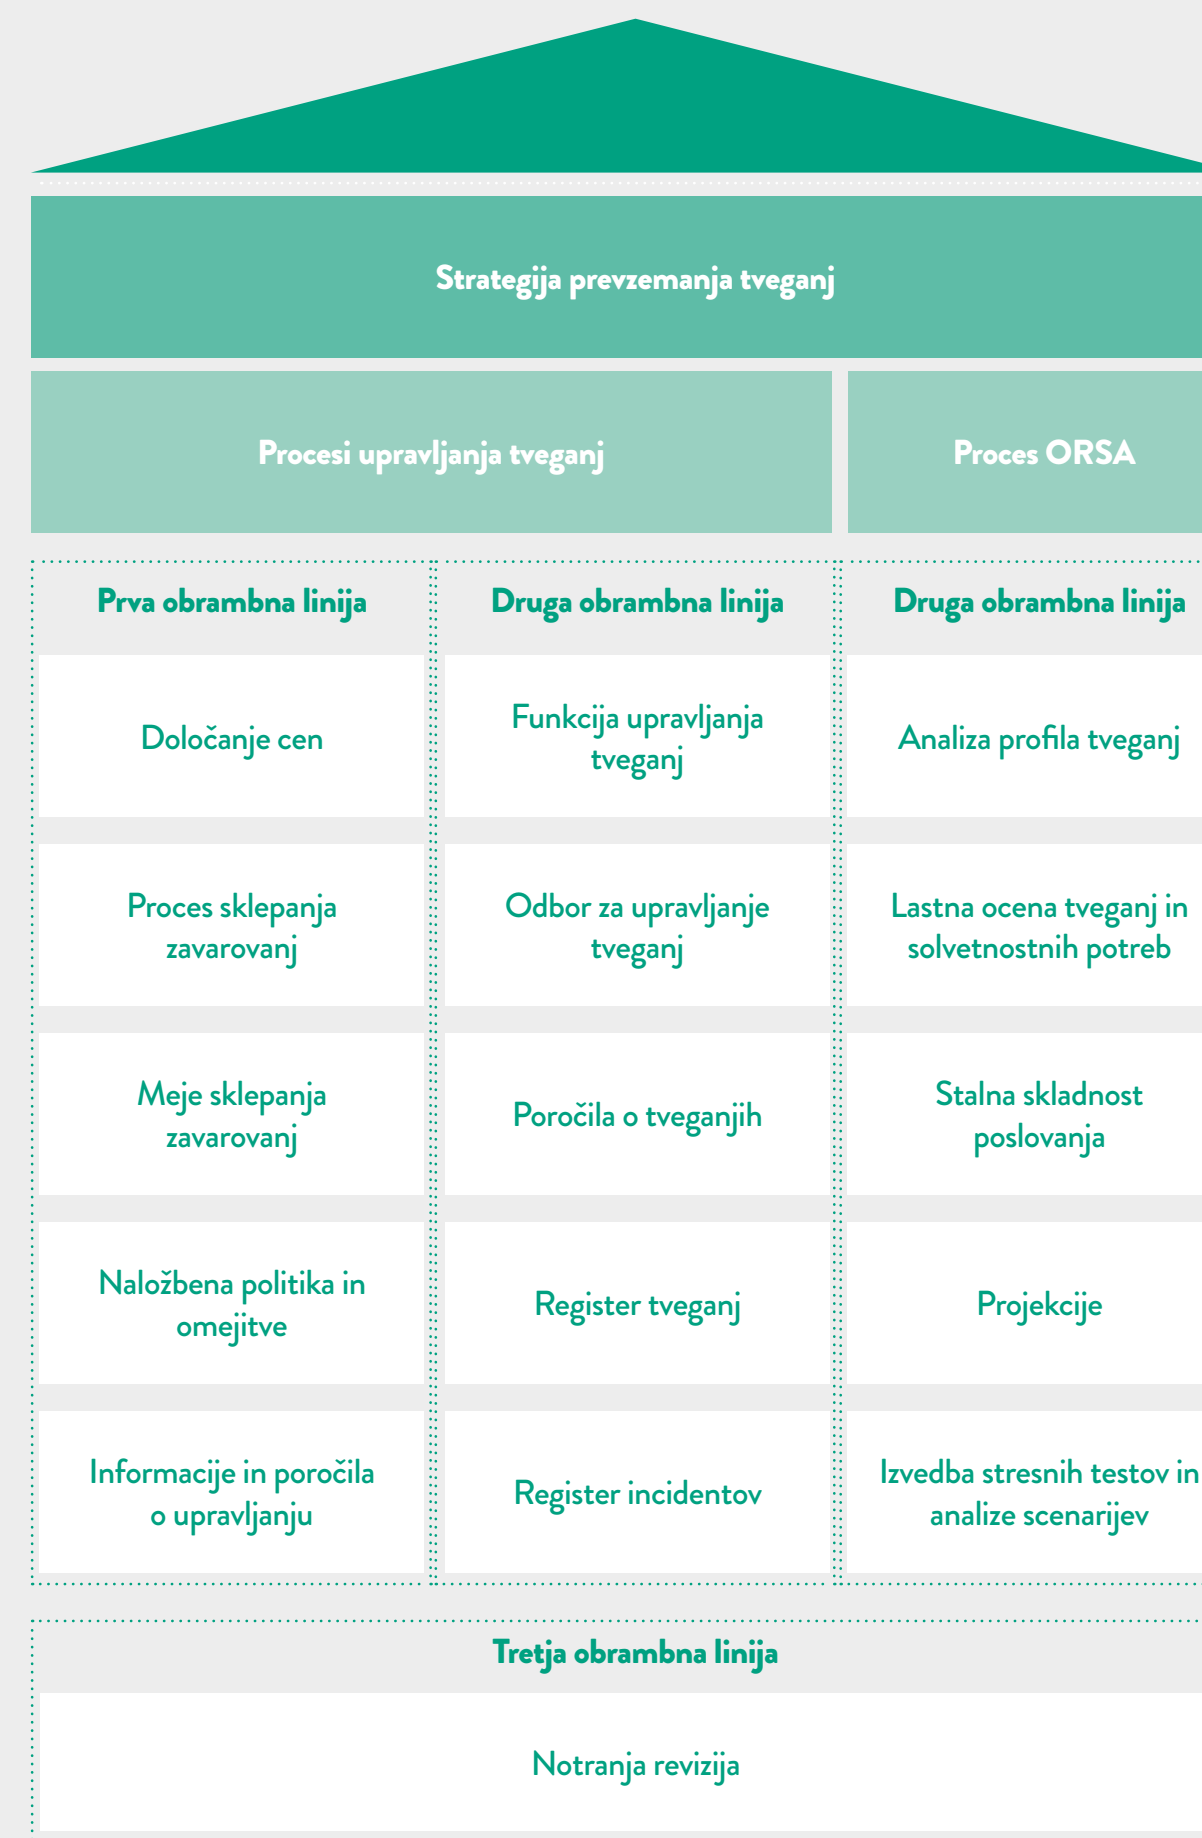 Strategija prevzemanja tveganj
Procesi upravljanja tveganj
Proces ORSA
Prva obrambna linija
Določanje cen
Proces sklepanja
zavarovanj
Meje sklepanja
zavarovanj
Naložbena politika in
omejitve
Informacije in poročila
o upravljanju
Druga obrambna linija
Funkcija upravljanja
tveganj
Odbor za upravljanje
tveganj
Poročila o tveganjih
Register tveganj
Register incidentov
Druga obrambna linija
Analiza profila tveganj
Lastna ocena tveganj in
solvetnostnih potreb
Stalna skladnost
poslovanja
Projekcije
Izvedba stresnih testov in
analize scenarijev
Tretja obrambna linija
Notranja revizija